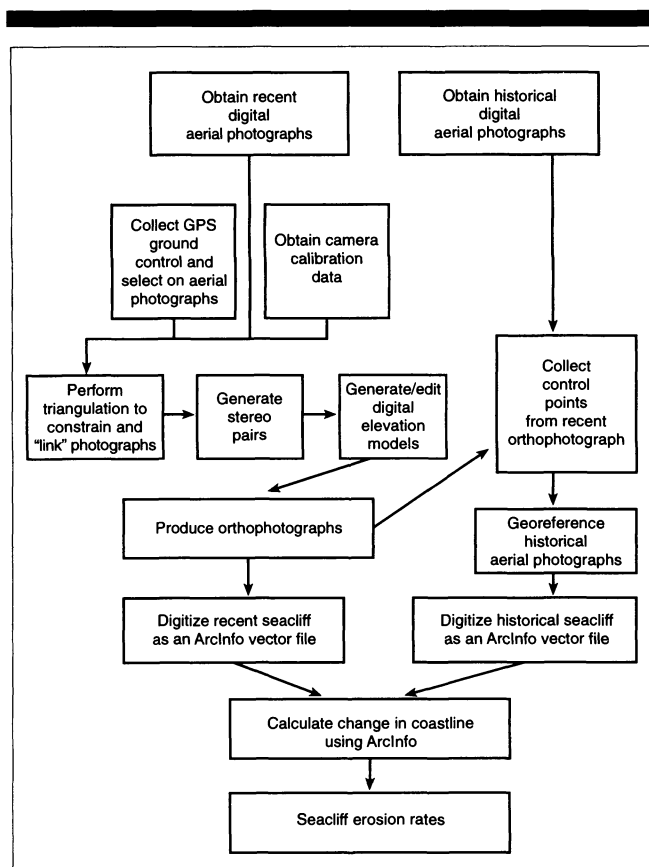 Obtain recent
digital
aerial photographs
Obtain historical
digital
aerial photographs
Collect GPS
ground
control and
select on aerial
photographs
Obtain camera
calibration
data
Perform
triangulation to
constrain and
"link" photographs
Generate
stereo
pairs
Generate/edit
digital
elevation
models
Collect
control
points
from recent
orthophotograph
Produce orthophotographs
Georeference
historical
aerial photographs
Digitize recent seacliff
as an ArcInfo vector file
Digitize historical seacliff
as an ArcInfo vector file
Calculate change in coastline
using ArcInfo
Seacliff erosion rates